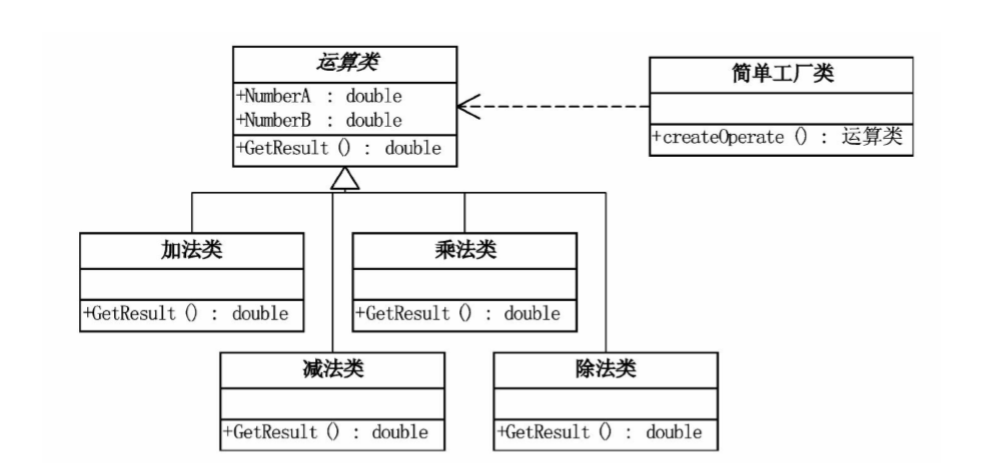 运算类
+NumberA : double
+NumberB : double
+GetResult () : double
简单工厂类
+createOperate () : 运算类
加法类
+GetResult () : double
乘法类
+GetResult () : double
减法类
+GetResult () : double
除法类
+GetResult () : double